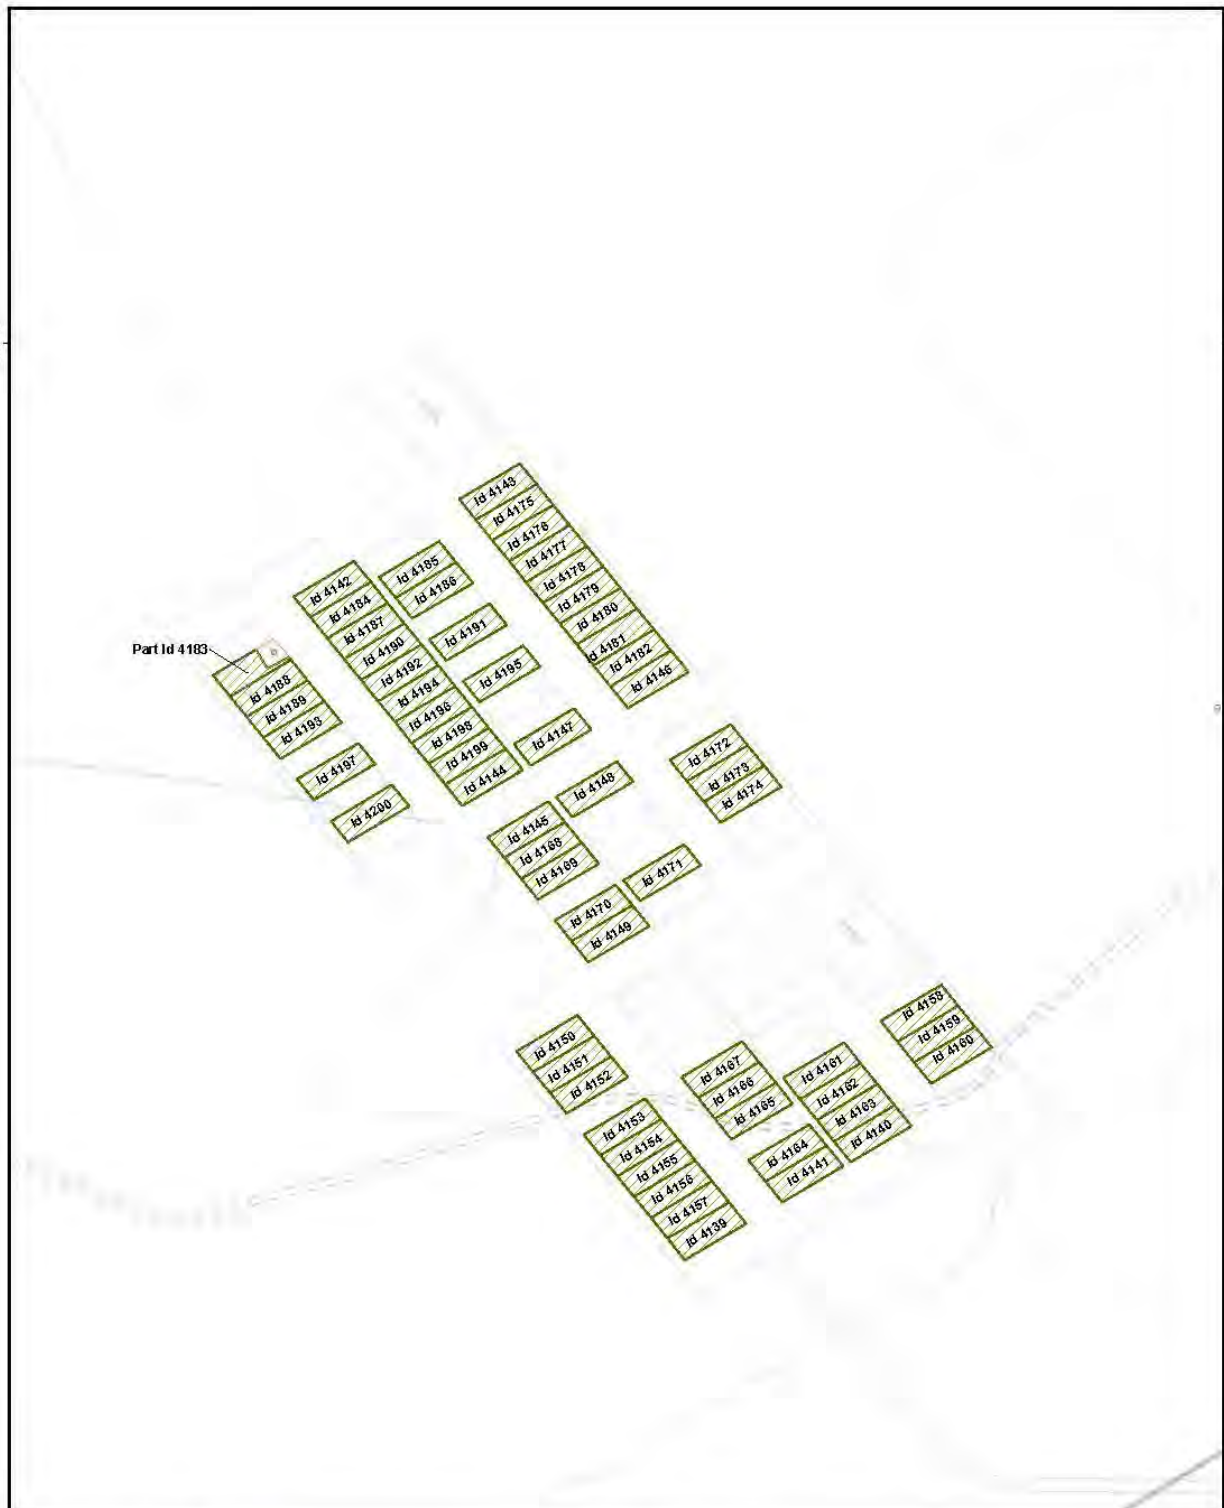 Id 4143
Id 4175
Id 4176
Id 4177
Id 4178
Id 4179
Id 4180
Id 4181
Id 4182
Id 4146
Id 4185
Id 4186
Id 4191
Id 4195
Id 4147
Id 4148
Id 4142
Id 4184
Id 4187
Id 4190
Id 4192
Id 4194
Id 4196
Id 4198
Id 4199
Id 4144
Part Id 4183
Id 4188
Id 4189
Id 4193
Id 4197
Id 4200
Id 4172
Id 4173
Id 4174
Id 4145
Id 4168
Id 4169
Id 4171
Id 4170
Id 4149
Id 4158
Id 4159
Id 4160
Id 4150
Id 4151
Id 4152
Id 4167
Id 4166
Id 4165
Id 4161
Id 4162
Id 4163
Id 4140
Id 4164
Id 4141
Id 4153
Id 4154
Id 4155
Id 4156
Id 4157
Id 4139